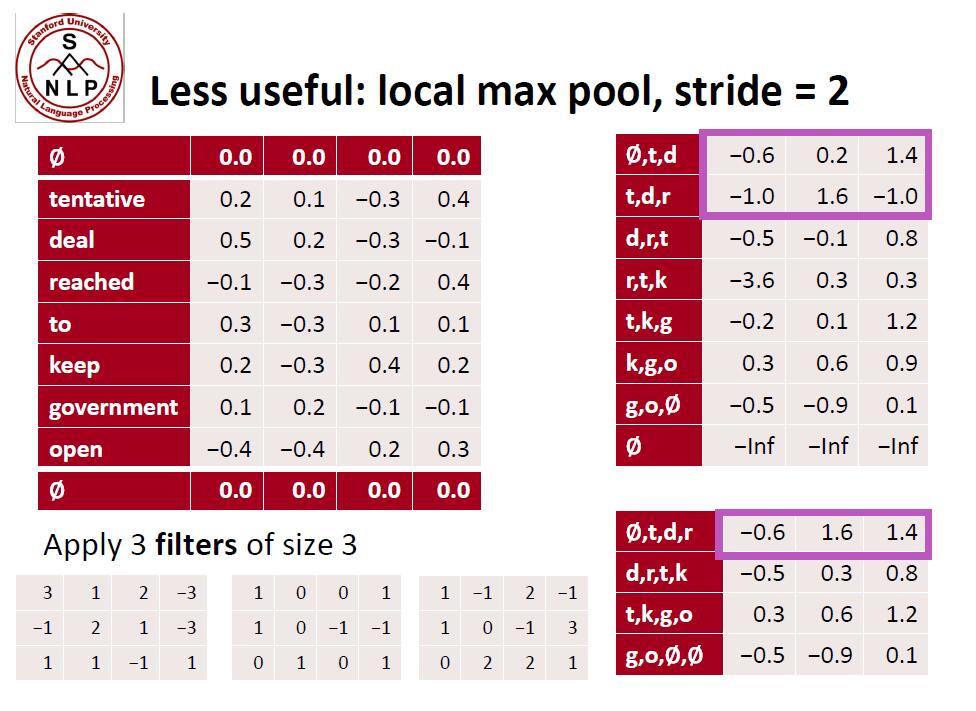 Stanford University
S
NLP
Natural Language Processing
Less useful: local max pool, stride = 2
Ø 0.0 0.0 0.0 0.0
tentative 0.2 0.1 −0.3 0.4
deal 0.5 0.2 −0.3 −0.1
reached −0.1 −0.3 −0.2 0.4
to 0.3 −0.3 0.1 0.1
keep 0.2 −0.3 0.4 0.2
government 0.1 0.2 −0.1 −0.1
open −0.4 −0.4 0.2 0.3
Ø 0.0 0.0 0.0 0.0
Apply 3 filters of size 3
3 1 2 −3
−1 2 1 −3
1 1 −1 1
1 0 0 1
1 0 −1 −1
0 1 0 1
1 −1 2 −1
1 0 −1 3
0 2 2 1
Ø,t,d −0.6 0.2 1.4
t,d,r −1.0 1.6 −1.0
d,r,t −0.5 −0.1 0.8
r,t,k −3.6 0.3 0.3
t,k,g −0.2 0.1 1.2
k,g,o 0.3 0.6 0.9
g,o,Ø −0.5 −0.9 0.1
Ø −Inf −Inf −Inf
Ø,t,d,r −0.6 1.6 1.4
d,r,t,k −0.5 0.3 0.8
t,k,g,o 0.3 0.6 1.2
g,o,Ø,Ø −0.5 −0.9 0.1